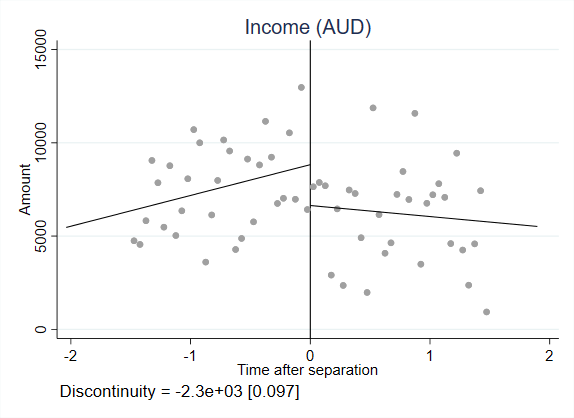 Income (AUD)
15000
10000
5000
0
Amount
-2
-1
0
1
2
Time after separation
Discontinuity = -2.3e+03 [0.097]